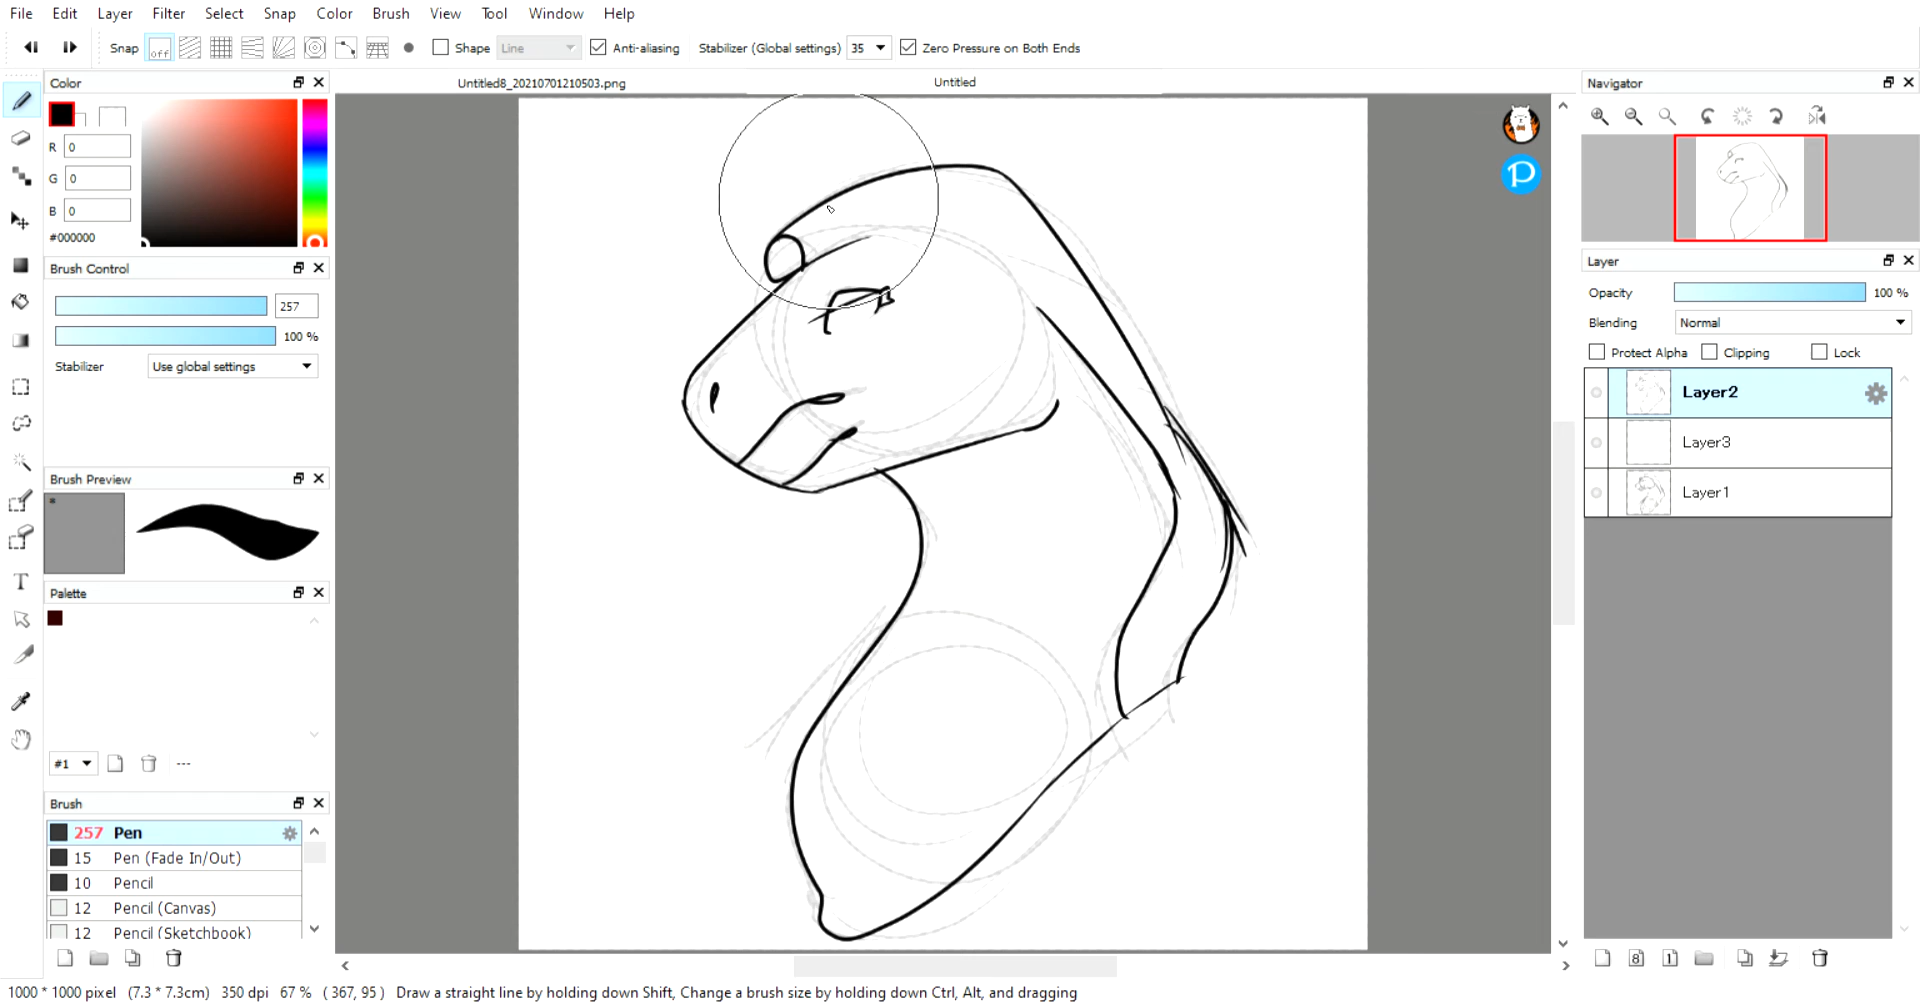 File Edit Layer Filter Select Snap Color Brush View Tool Window Help
Snap off Shape Line Anti-aliasing Stabilizer (Global settings) 35 Zero Pressure on Both Ends
Color
R 0
G 0
B 0
#000000
Brush Control
257
100 %
Stabilizer Use global settings
Brush Preview
*
Palette
#1 ---
Brush
257 Pen
15 Pen (Fade In/Out)
10 Pencil
12 Pencil (Canvas)
12 Pencil (Sketchbook)
Untitled8_20210701210503.png Untitled
P
Navigator
Layer
Opacity 100 %
Blending Normal
Protect Alpha Clipping Lock
Layer2
Layer3
Layer1
8 1
1000 * 1000 pixel (7.3 * 7.3cm) 350 dpi 67 % ( 367, 95 ) Draw a straight line by holding down Shift, Change a brush size by holding down Ctrl, Alt, and dragging